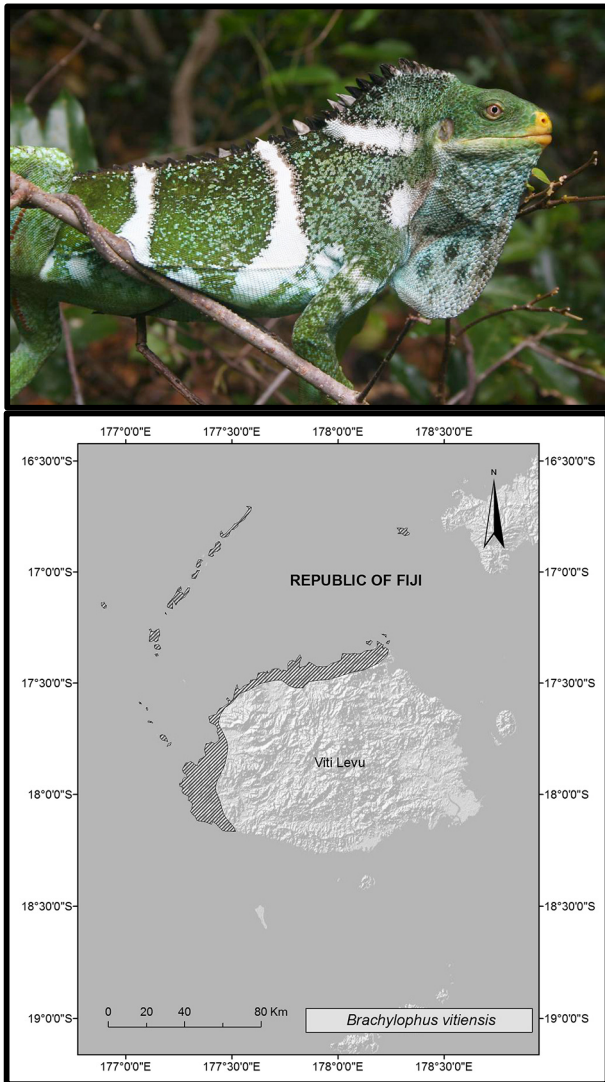 177°0'0"E 177°30'0"E 178°0'0"E 178°30'0"E
16°30'0"S 16°30'0"S
N
17°0'0"S 17°0'0"S
REPUBLIC OF FIJI
17°30'0"S 17°30'0"S
Viti Levu
18°0'0"S 18°0'0"S
18°30'0"S 18°30'0"S
19°0'0"S 19°0'0"S
0 20 40 80 Km
Brachylophus vitiensis
177°0'0"E 177°30'0"E 178°0'0"E 178°30'0"E